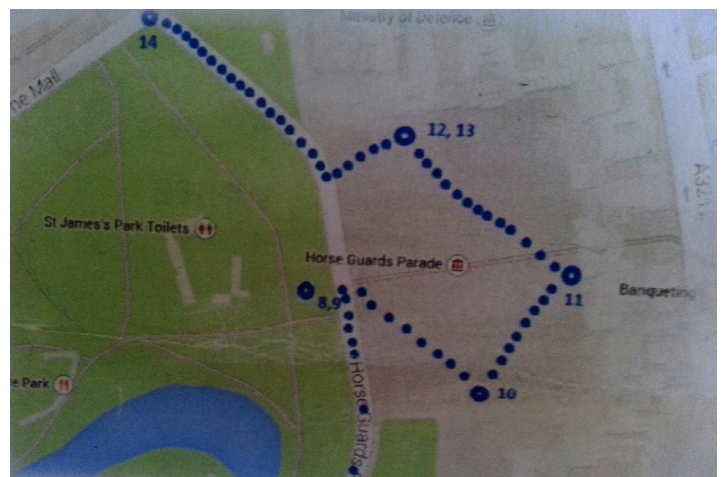 Ministry of Defence
14
he Mall
12, 13
A321
St James's Park Toilets
Horse Guards Parade
8,9
11
Banqueting
e Park
10
Horse Guards